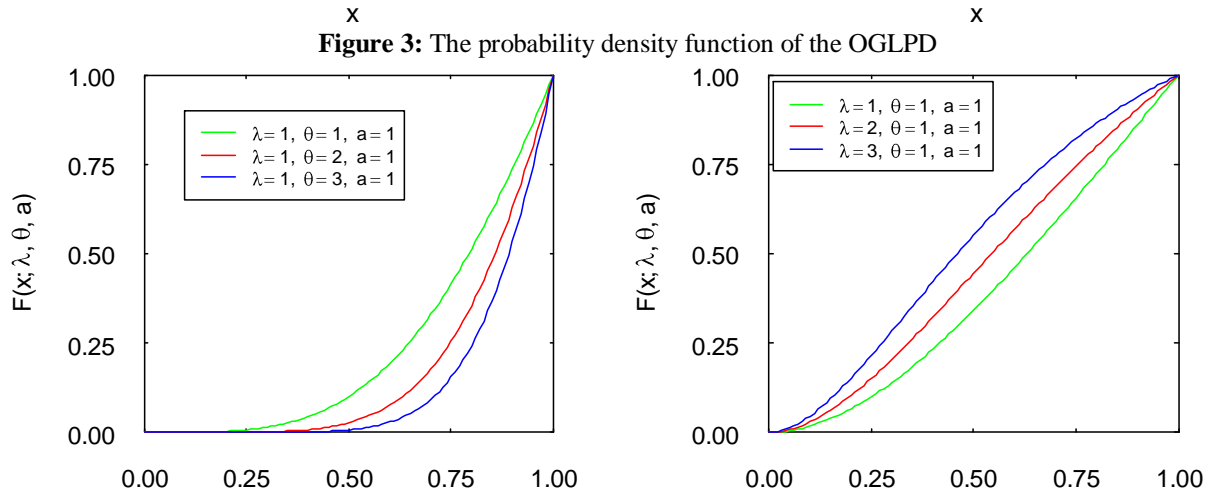 x x
Figure 3: The probability density function of the OGLPD
1.00
0.75
0.50
0.25
0.00
F(x; λ, θ, a)
λ= 1, θ= 1, a= 1
λ= 1, θ= 2, a= 1
λ= 1, θ= 3, a= 1
0.00 0.25 0.50 0.75 1.00
1.00
0.75
0.50
0.25
0.00
F(x; λ, θ, a)
λ= 1, θ= 1, a= 1
λ= 2, θ= 1, a= 1
λ= 3, θ= 1, a= 1
0.00 0.25 0.50 0.75 1.00